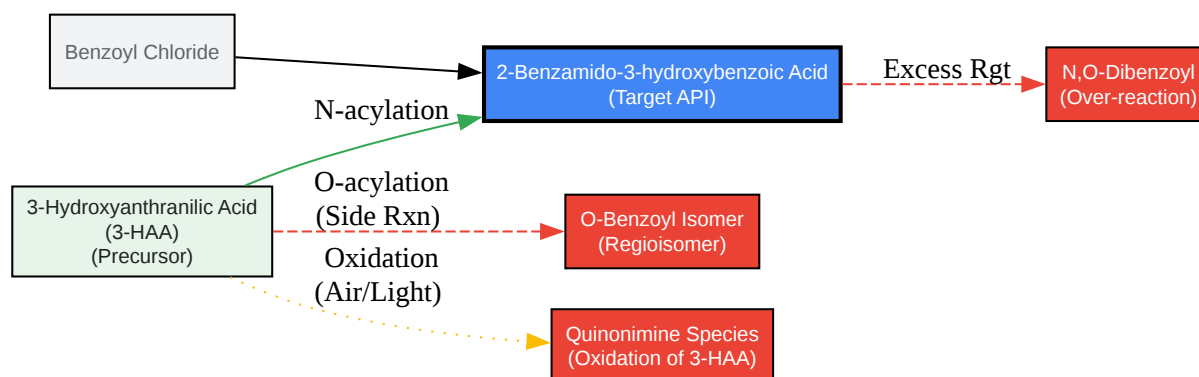 Benzoyl Chloride
2-Benzamido-3-hydroxybenzoic Acid
(Target API)
Excess Rgt
N,O-Dibenzoyl
(Over-reaction)
N-acylation
3-Hydroxyanthranilic Acid
(3-HAA)
(Precursor)
O-acylation
(Side Rxn)
O-Benzoyl Isomer
(Regioisomer)
Oxidation
(Air/Light)
Quinonimine Species
(Oxidation of 3-HAA)